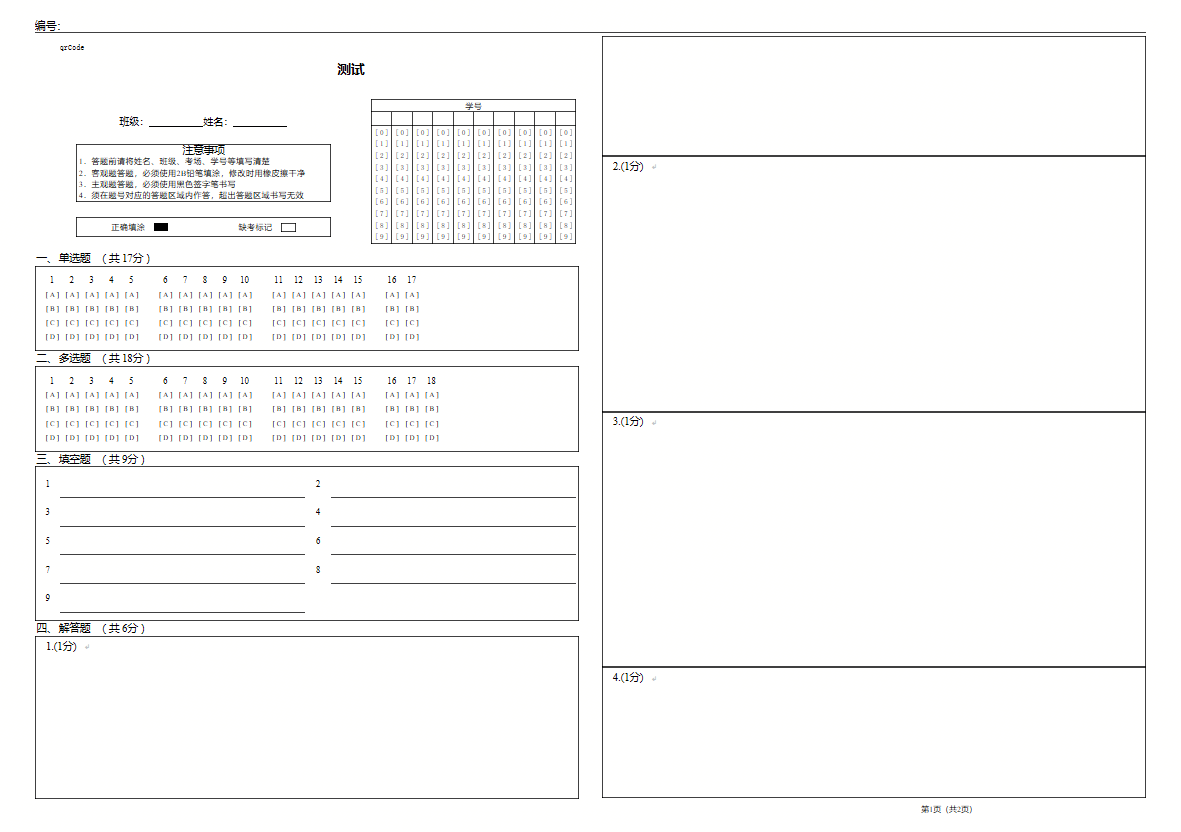 编号:
qrCode
测试
班级: 姓名:
学号
[0] [0] [0] [0] [0] [0] [0] [0] [0] [0]
[1] [1] [1] [1] [1] [1] [1] [1] [1] [1]
[2] [2] [2] [2] [2] [2] [2] [2] [2] [2]
[3] [3] [3] [3] [3] [3] [3] [3] [3] [3]
[4] [4] [4] [4] [4] [4] [4] [4] [4] [4]
[5] [5] [5] [5] [5] [5] [5] [5] [5] [5]
[6] [6] [6] [6] [6] [6] [6] [6] [6] [6]
[7] [7] [7] [7] [7] [7] [7] [7] [7] [7]
[8] [8] [8] [8] [8] [8] [8] [8] [8] [8]
[9] [9] [9] [9] [9] [9] [9] [9] [9] [9]
注意事项
1. 答题前请将姓名、班级、考场、学号等填写清楚
2. 客观题答题，必须使用2B铅笔填涂，修改时用橡皮擦干净
3. 主观题答题，必须使用黑色签字笔书写
4. 须在题号对应的答题区域内作答，超出答题区域书写无效
正确填涂 缺考标记
一、单选题 （共17分）
1 2 3 4 5 6 7 8 9 10 11 12 13 14 15 16 17
[A] [A] [A] [A] [A] [A] [A] [A] [A] [A] [A] [A] [A] [A] [A] [A] [A]
[B] [B] [B] [B] [B] [B] [B] [B] [B] [B] [B] [B] [B] [B] [B] [B] [B]
[C] [C] [C] [C] [C] [C] [C] [C] [C] [C] [C] [C] [C] [C] [C] [C] [C]
[D] [D] [D] [D] [D] [D] [D] [D] [D] [D] [D] [D] [D] [D] [D] [D] [D]
二、多选题 （共18分）
1 2 3 4 5 6 7 8 9 10 11 12 13 14 15 16 17 18
[A] [A] [A] [A] [A] [A] [A] [A] [A] [A] [A] [A] [A] [A] [A] [A] [A] [A]
[B] [B] [B] [B] [B] [B] [B] [B] [B] [B] [B] [B] [B] [B] [B] [B] [B] [B]
[C] [C] [C] [C] [C] [C] [C] [C] [C] [C] [C] [C] [C] [C] [C] [C] [C] [C]
[D] [D] [D] [D] [D] [D] [D] [D] [D] [D] [D] [D] [D] [D] [D] [D] [D] [D]
三、填空题 （共9分）
1 2
3 4
5 6
7 8
9
四、解答题 （共6分）
1.(1分)
2.(1分)
3.(1分)
4.(1分)
第1页 (共2页)